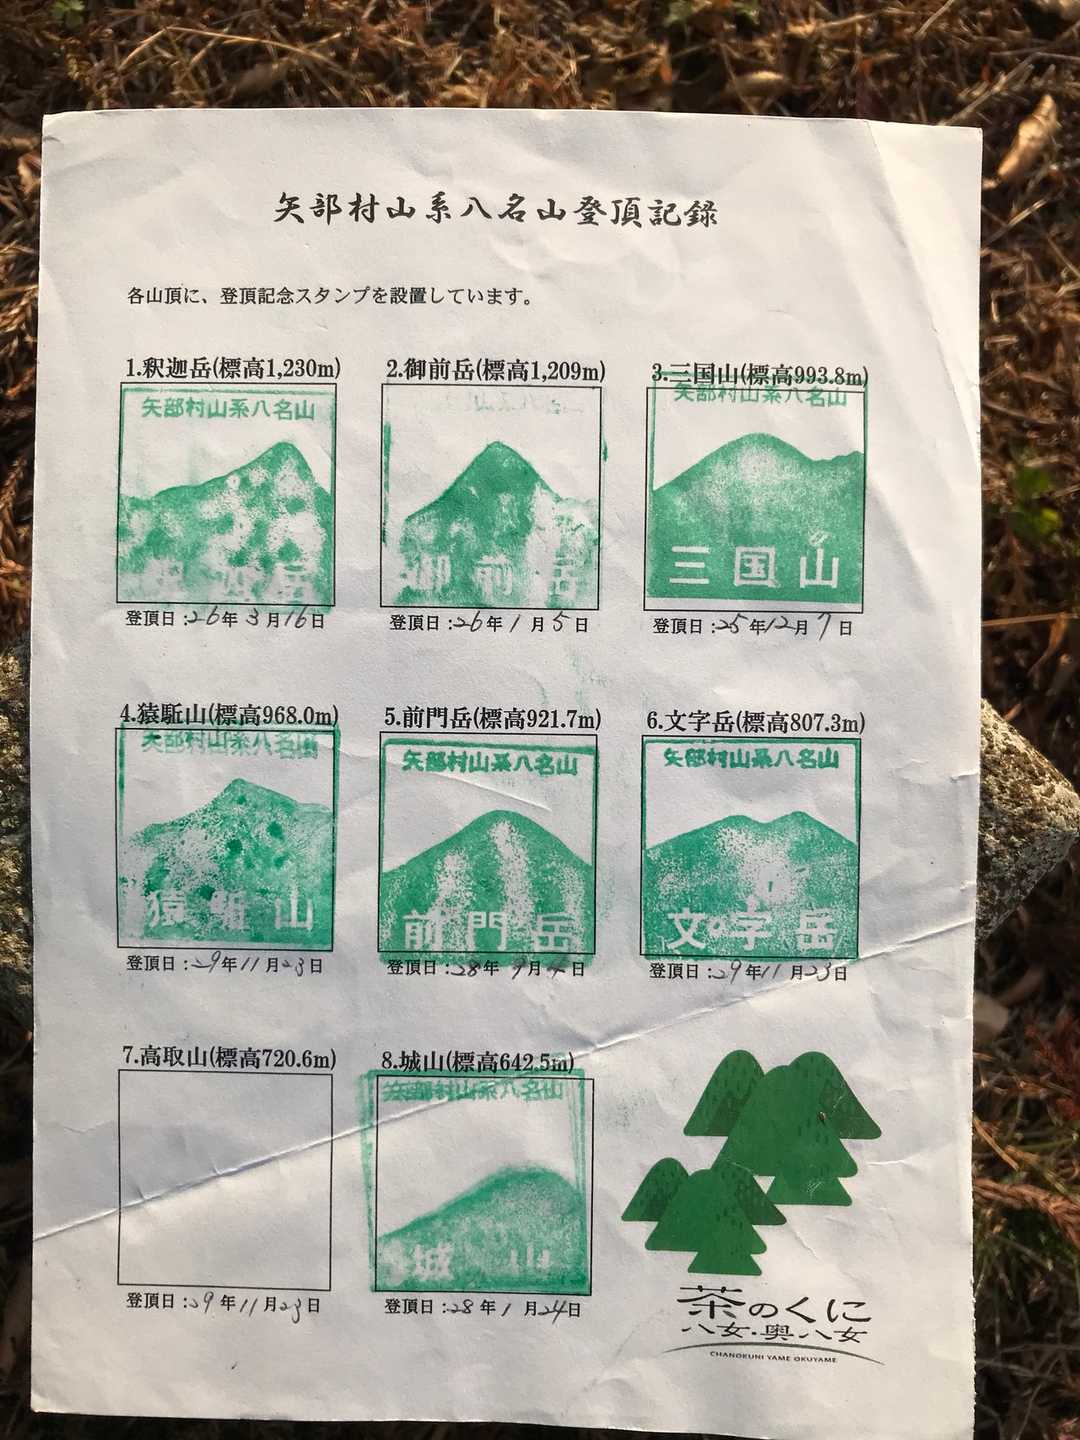 矢部村山系八名山登頂記録
各山頂に、登頂記念スタンプを設置しています。
1.釈迦岳(標高1,230m)
矢部村山系八名山
釈迦岳
登頂日:26年 3月16日
2.御前岳(標高1,209m)
御前岳
登頂日:26年 1月 5日
3.三国山(標高993.8m)
矢部村山系八名山
三国山
登頂日:25年12月 7日
4.猿駈山(標高968.0m)
矢部村山系八名山
猿駈山
登頂日:29年11月23日
5.前門岳(標高921.7m)
矢部村山系八名山
前門岳
登頂日:28年 9月 4日
6.文字岳(標高807.3m)
矢部村山系八名山
文字岳
登頂日:29年11月23日
7.高取山(標高720.6m)
登頂日:29年11月23日
8.城山(標高642.5m)
矢部村山系八名山
城山
登頂日:28年 1月24日
茶のくに
八女・奥八女
CHANOKUNI YAME OKUYAME